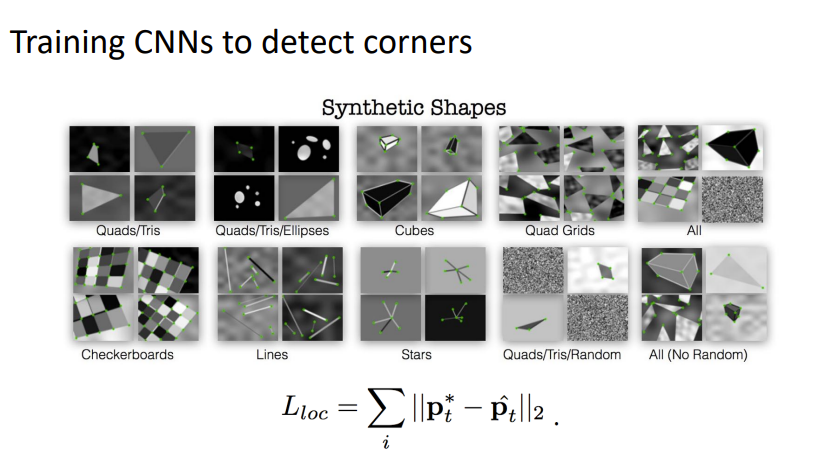 Training CNNs to detect corners
Synthetic Shapes
Quads/Tris
Quads/Tris/Ellipses
Cubes
Quad Grids
All
Checkerboards
Lines
Stars
Quads/Tris/Random
All (No Random)
L_{loc} = \sum_{i} ||\mathbf{p}_t^* - \hat{\mathbf{p}_t}||_2 .